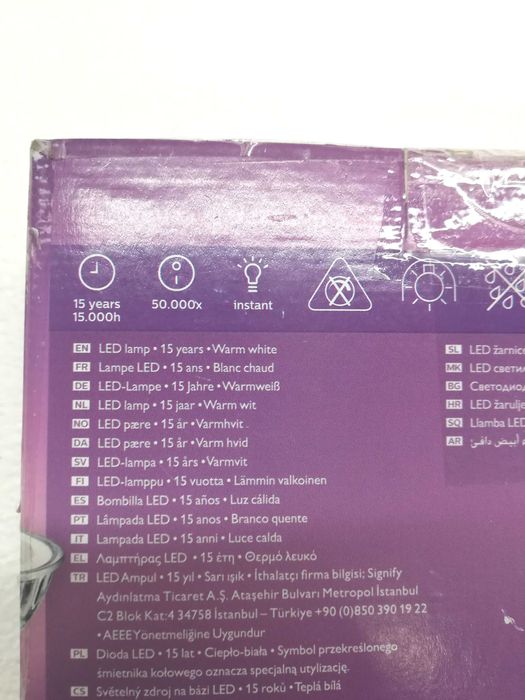 15 years
15.000h
50.000x
instant
EN LED lamp • 15 years • Warm white
FR Lampe LED • 15 ans • Blanc chaud
DE LED-Lampe • 15 Jahre • Warmweiß
NL LED lamp • 15 jaar • Warm wit
NO LED pære • 15 år • Varmhvit
DA LED pære • 15 år • Varm hvid
SV LED-lampa • 15 års • Varmvit
FI LED-lamppu • 15 vuotta • Lämmin valkoinen
ES Bombilla LED • 15 años • Luz cálida
PT Lâmpada LED • 15 anos • Branco quente
IT Lampada LED • 15 anni • Luce calda
EL Λαμπτήρας LED • 15 έτη • Θερμό λευκό
TR LED Ampul • 15 yıl • Sarı ışık • İthalatçı firma bilgisi; Signify
Aydınlatma Ticaret A.Ş. Ataşehir Bulvarı Metropol İstanbul
C2 Blok Kat:4 34758 İstanbul – Türkiye +90 (0)850 390 19 22
• AEEE Yönetmeliğine Uygundur
PL Dioda LED • 15 lat • Ciepło-biała • Symbol przekreślonego
śmietnika kołowego oznacza specjalną utylizację.
CS Světelný zdroj na bázi LED • 15 roků • Teplá bílá
SL LED žarnice
MK LED свети
BG Светодиод
HR LED žarulje
SQ Llamba LED
AR أبيض دافئ